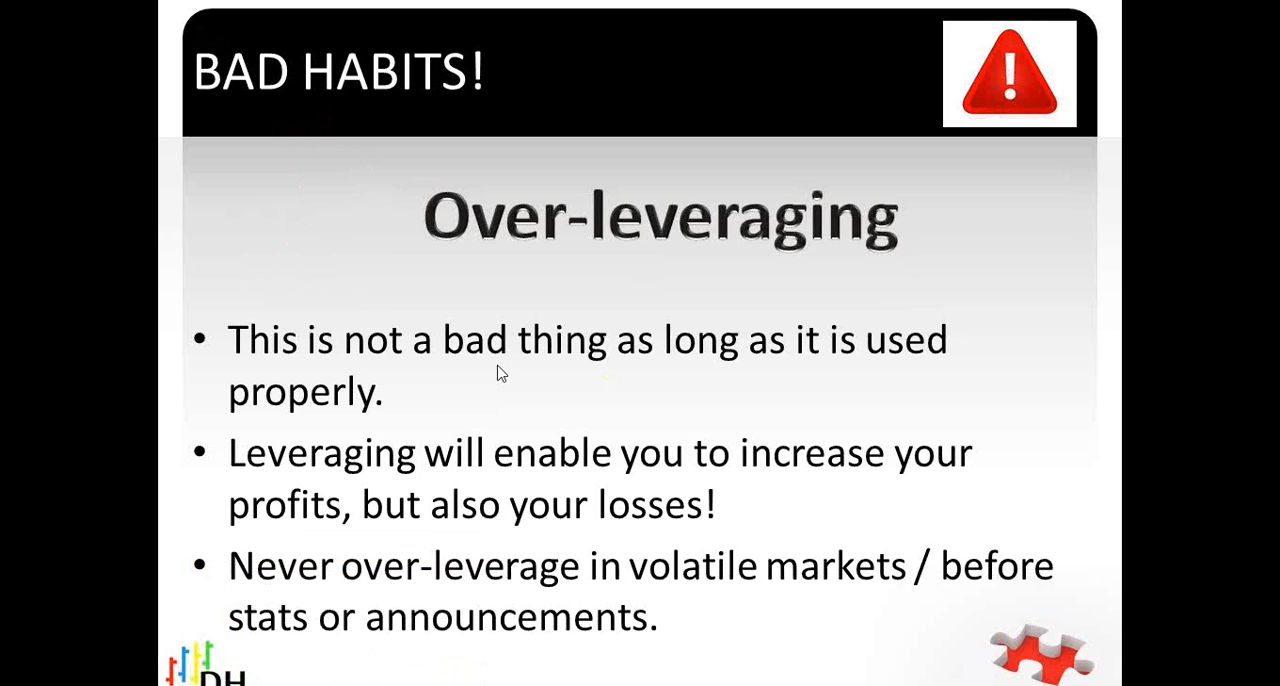 BAD HABITS!
Over-leveraging
• This is not a bad thing as long as it is used
properly.
• Leveraging will enable you to increase your
profits, but also your losses!
• Never over-leverage in volatile markets / before
stats or announcements.
DH